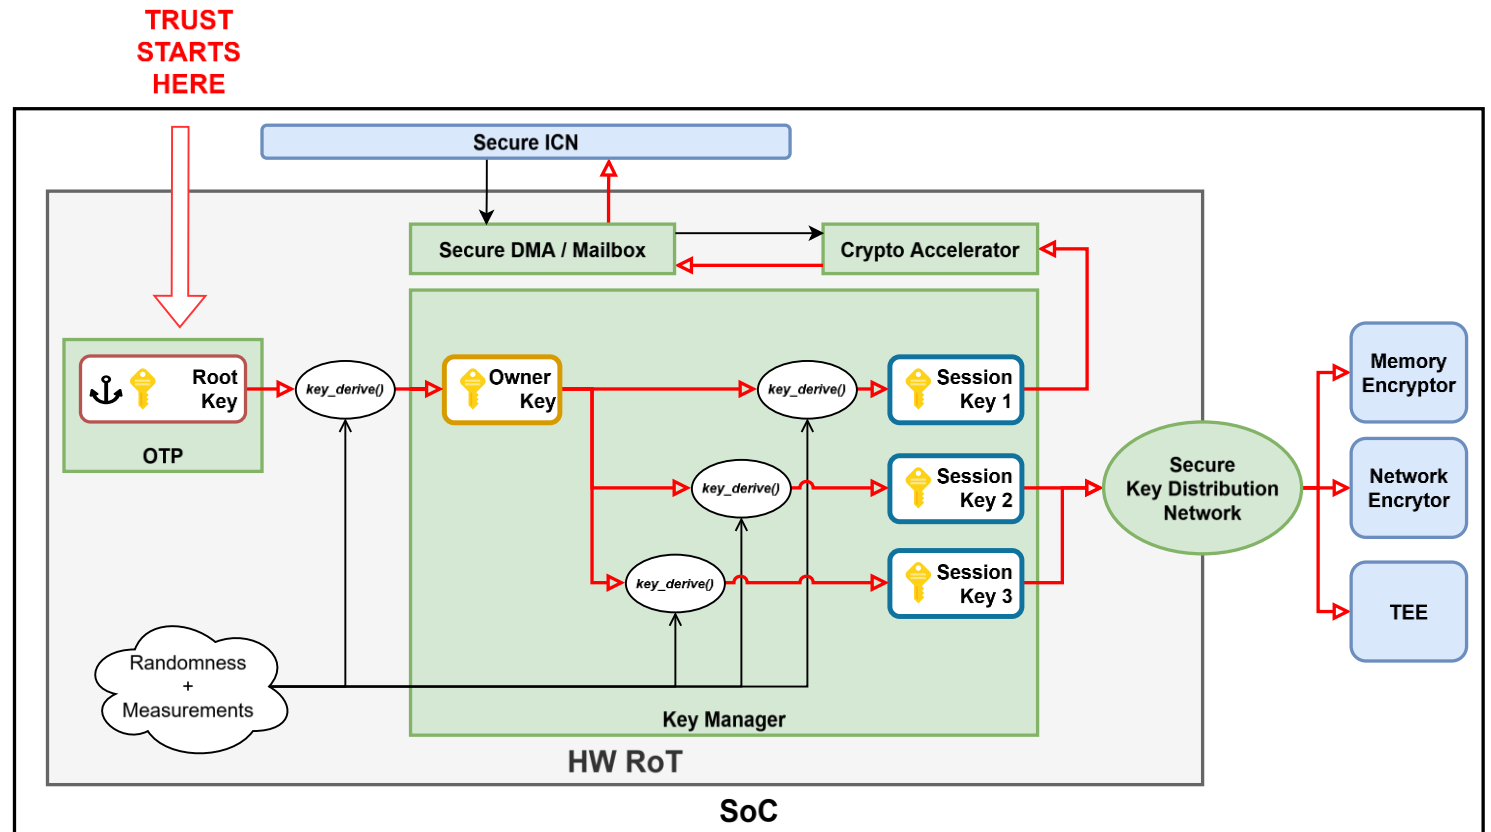 TRUST
STARTS
HERE
Secure ICN
Secure DMA / Mailbox
Crypto Accelerator
Root
Key
OTP
key_derive()
Owner
Key
key_derive()
Session
Key 1
key_derive()
Session
Key 2
key_derive()
Session
Key 3
Secure
Key Distribution
Network
Memory
Encryptor
Network
Encrytor
TEE
Randomness
+
Measurements
Key Manager
HW RoT
SoC